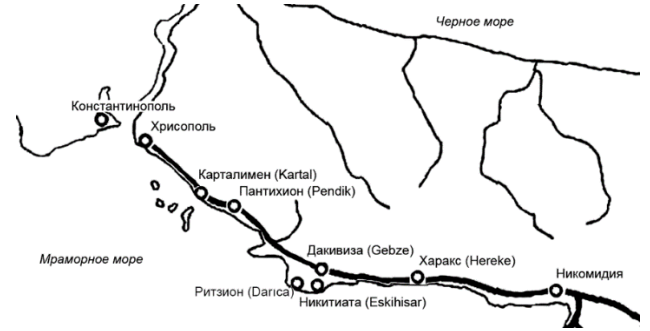 Черное море
Константинополь
Хрисополь
Карталимен (Kartal)
Пантихион (Pendik)
Мраморное море
Дакивиза (Gebze)
Харакс (Hereke)
Никомидия
Ритзион (Darıca)
Никитиата (Eskihisar)